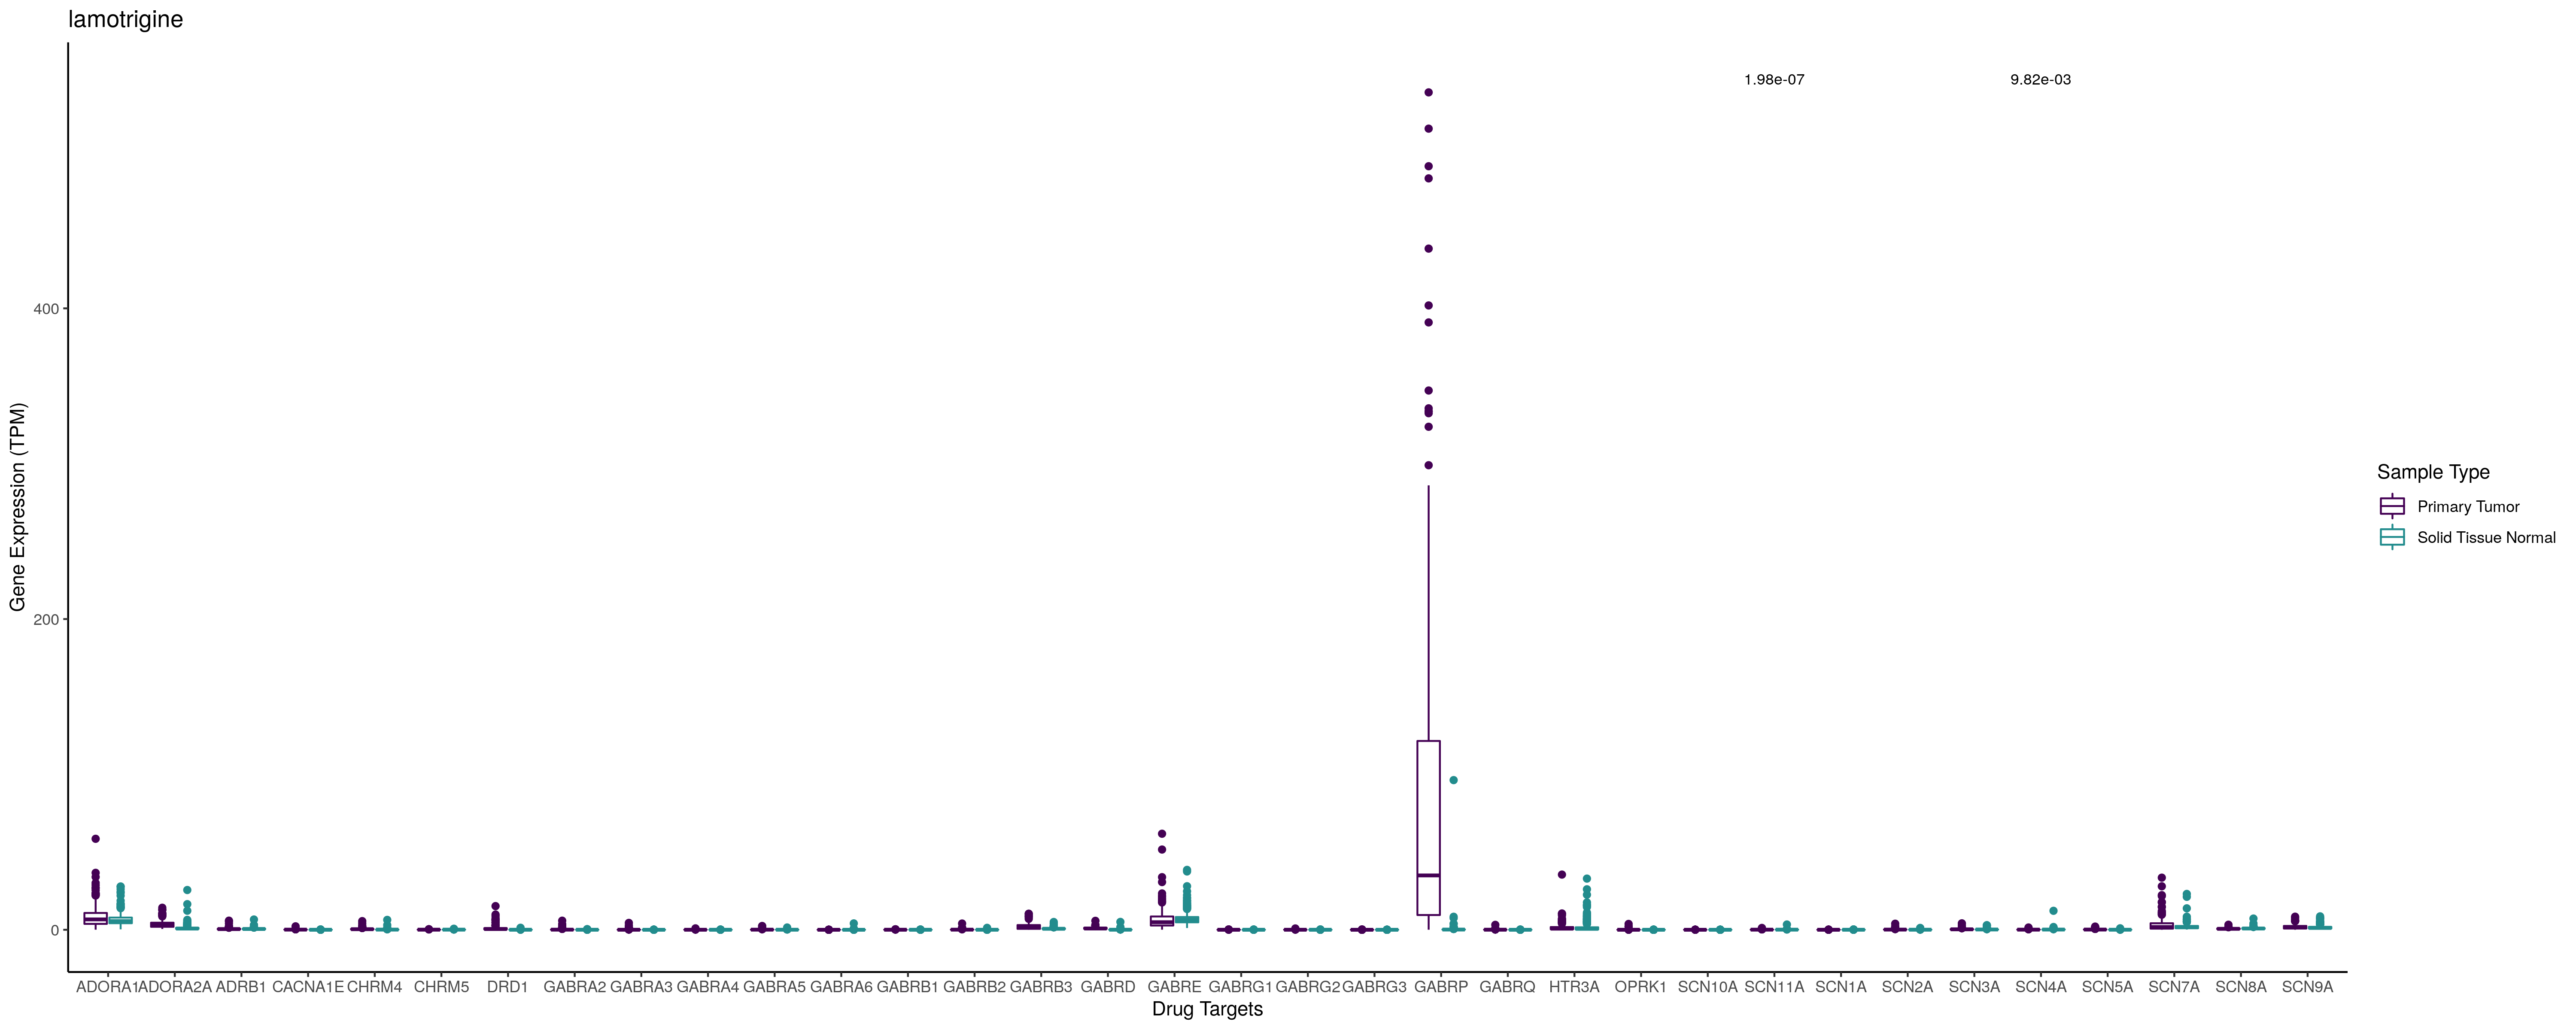 lamotrigine
1.98e-07 9.82e-03
400
200
0
Gene Expression (TPM)
ADORA1 ADORA2A ADRB1 CACNA1E CHRM4 CHRM5 DRD1 GABRA2 GABRA3 GABRA4 GABRA5 GABRA6 GABRB1 GABRB2 GABRB3 GABRD GABRE GABRG1 GABRG2 GABRG3 GABRP GABRQ HTR3A OPRK1 SCN10A SCN11A SCN1A SCN2A SCN3A SCN4A SCN5A SCN7A SCN8A SCN9A
Drug Targets
Sample Type
Primary Tumor
Solid Tissue Normal